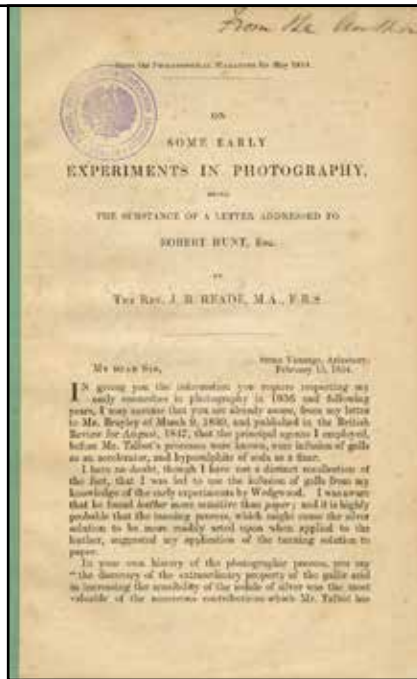 From the Author
From the PHILOSOPHICAL MAGAZINE for May 1854.
ON
SOME EARLY
EXPERIMENTS IN PHOTOGRAPHY,
BEING
THE SUBSTANCE OF A LETTER ADDRESSED TO
ROBERT HUNT, ESQ.
BY
THE REV. J. B. READE, M.A., F.R.S.
Stone Vicarage, Aylesbury,
MY DEAR SIR, February 13, 1854.
IN giving you the information you require respecting my
early researches in photography in 1836 and following
years, I may assume that you are already aware, from my letter
to Mr. Brayley of March 9, 1839, and published in the British
Review for August, 1847, that the principal agents I employed,
before Mr. Talbot's processes were known, were infusion of galls
as an accelerator, and hyposulphite of soda as a fixer.
I have no doubt, though I have not a distinct recollection of
the fact, that I was led to use the infusion of galls from my
knowledge of the early experiments by Wedgwood. I was aware
that he found leather more sensitive than paper; and it is highly
probable that the tanning process, which might cause the silver
solution to be more readily acted upon when applied to the
leather, suggested my application of the tanning solution to
paper.
In your own history of the photographic process, you say
"the discovery of the extraordinary property of the gallic acid
in increasing the sensibility of the iodide of silver was the most
valuable of the numerous contributions which Mr. Talbot has